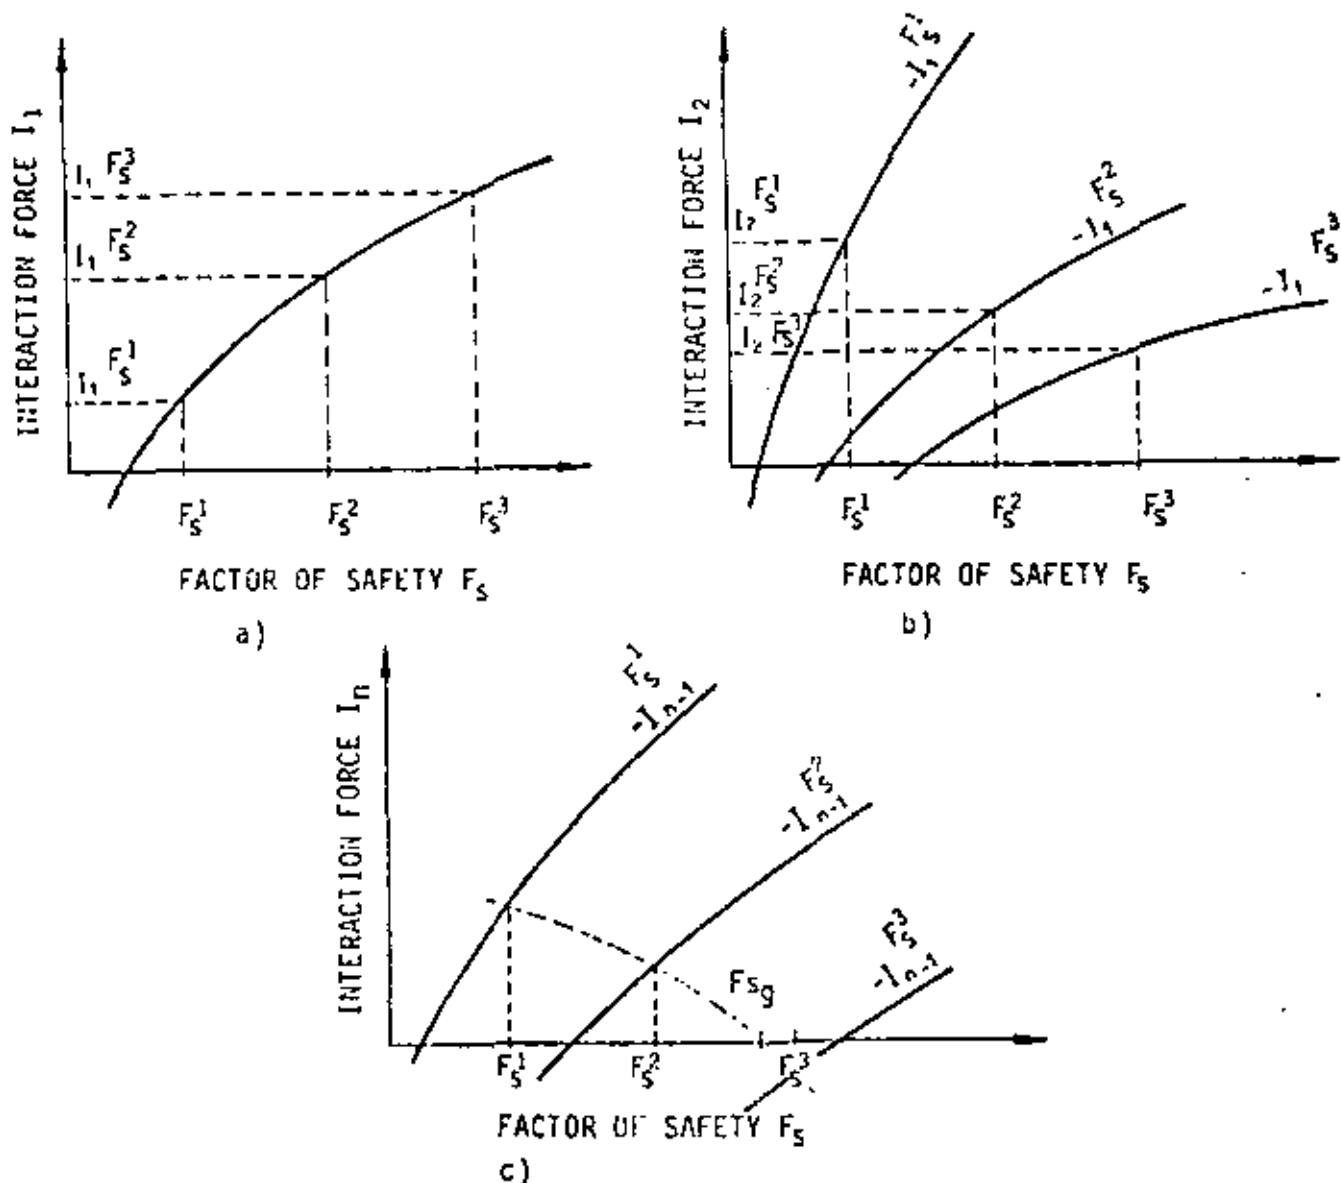 INTERACTION FORCE I₁
I₁ Fₛ³
I₁ Fₛ²
I₁ Fₛ¹
Fₛ¹ Fₛ² Fₛ³
FACTOR OF SAFETY Fₛ
a)
INTERACTION FORCE I₂
I₂ Fₛ¹
I₂ Fₛ²
I₂ Fₛ³
-I₁ Fₛ¹
-I₁ Fₛ²
-I₁ Fₛ³
Fₛ¹ Fₛ² Fₛ³
FACTOR OF SAFETY Fₛ
b)
INTERACTION FORCE Iₙ
-Iₙ₋₁ Fₛ¹
-Iₙ₋₁ Fₛ²
-Iₙ₋₁ Fₛ³
Fsg
Fₛ¹ Fₛ² Fₛ³
FACTOR OF SAFETY Fₛ
c)